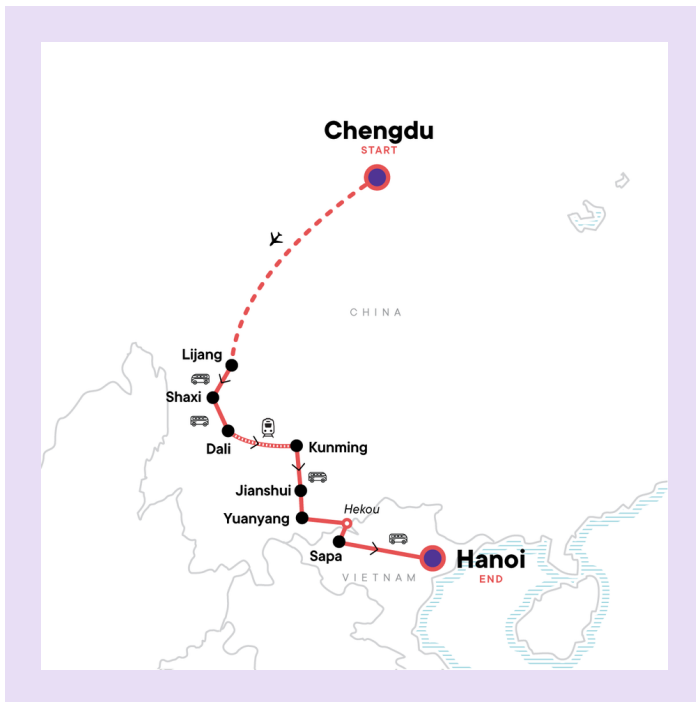 Chengdu
START
CHINA
Lijang
Shaxi
Dali
Kunming
Jianshui
Yuanyang
Hekou
Sapa
Hanoi
VIETNAM
END